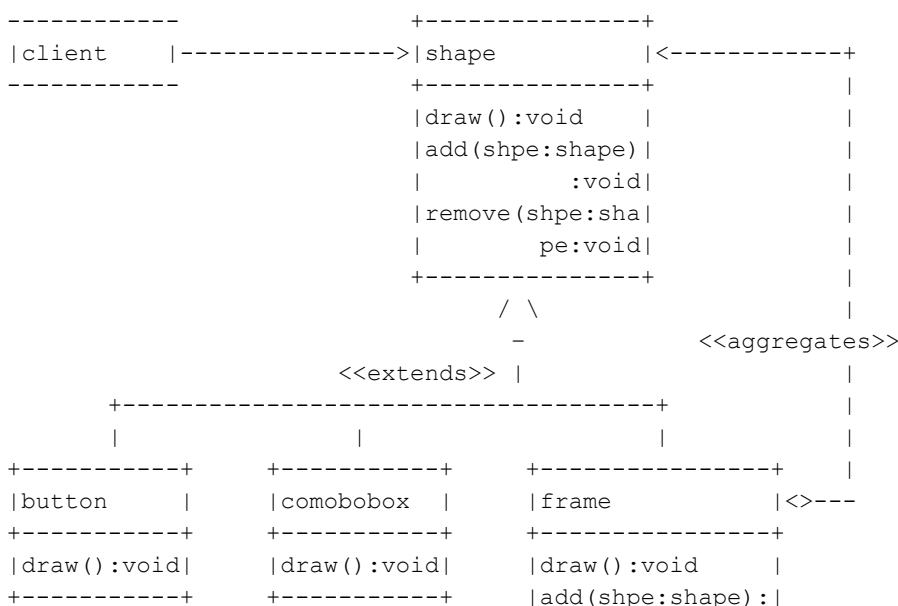 ------------                +---------------+
|client    |--------------->|shape          |<------------+
------------                +---------------+             |
                            |draw():void    |             |
                            |add(shpe:shape)|             |
                            |          :void|             |
                            |remove(shpe:sha|             |
                            |        pe:void|             |
                            +---------------+             |
                                  / \                     |
                                   -            <<aggregates>>
                       <<extends>> |                      |
       +-------------------------------------+            |
       |                |                    |            |
+-----------+     +-----------+     +----------------+    |
|button     |     |comobobox  |     |frame           |<>---
+-----------+     +-----------+     +----------------+
|draw():void|     |draw():void|     |draw():void     |
+-----------+     +-----------+     |add(shpe:shape):|